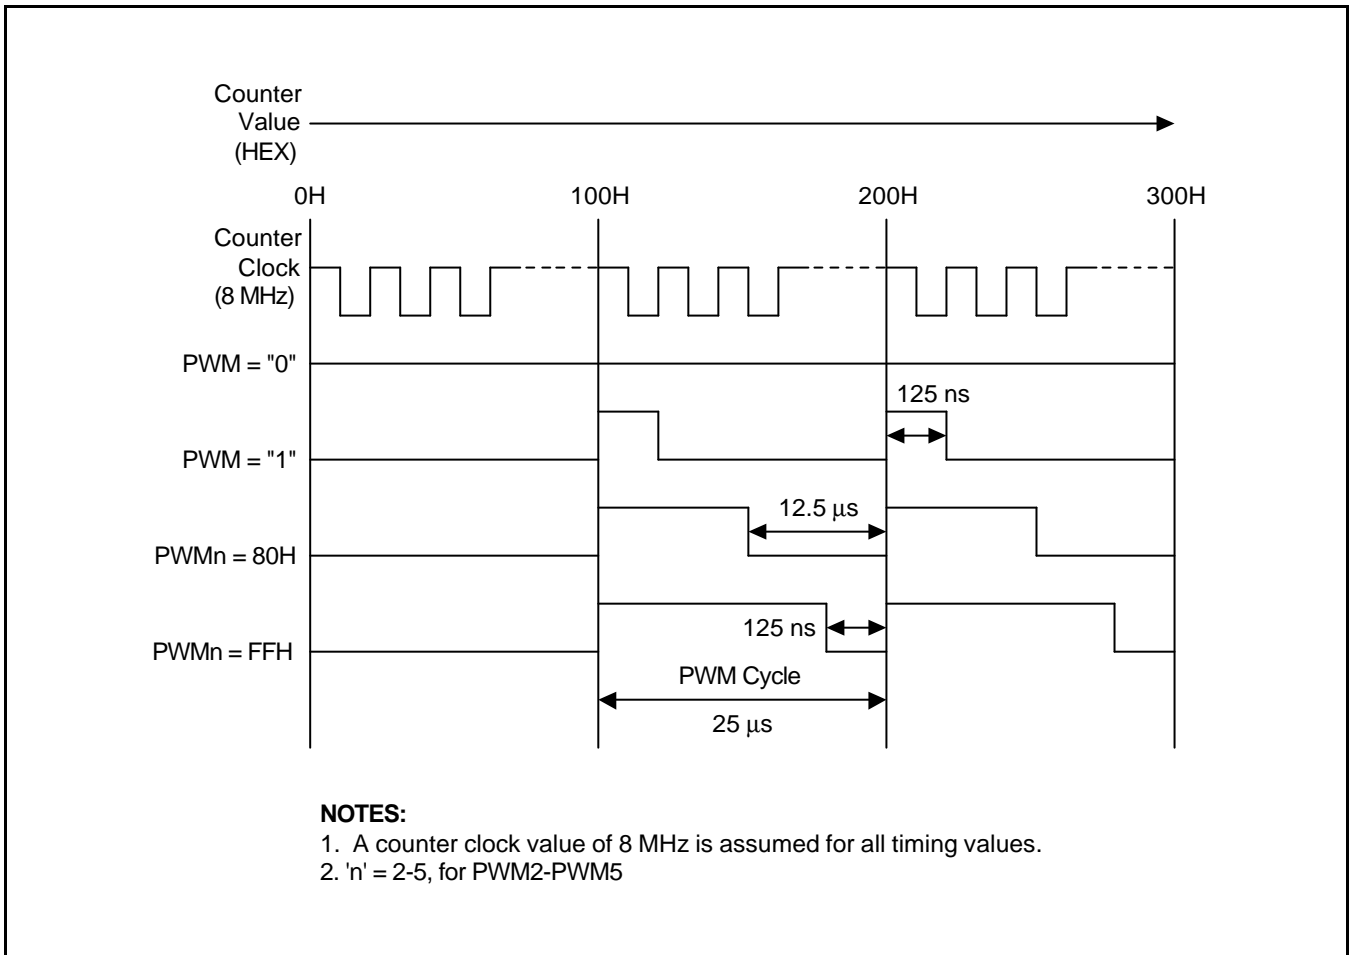 Counter
Value
(HEX)
0H 100H 200H 300H
Counter
Clock
(8 MHz)
PWM = "0"
125 ns
PWM = "1"
12.5 μs
PWMn = 80H
125 ns
PWMn = FFH
PWM Cycle
25 μs
NOTES:
1. A counter clock value of 8 MHz is assumed for all timing values.
2. 'n' = 2-5, for PWM2-PWM5